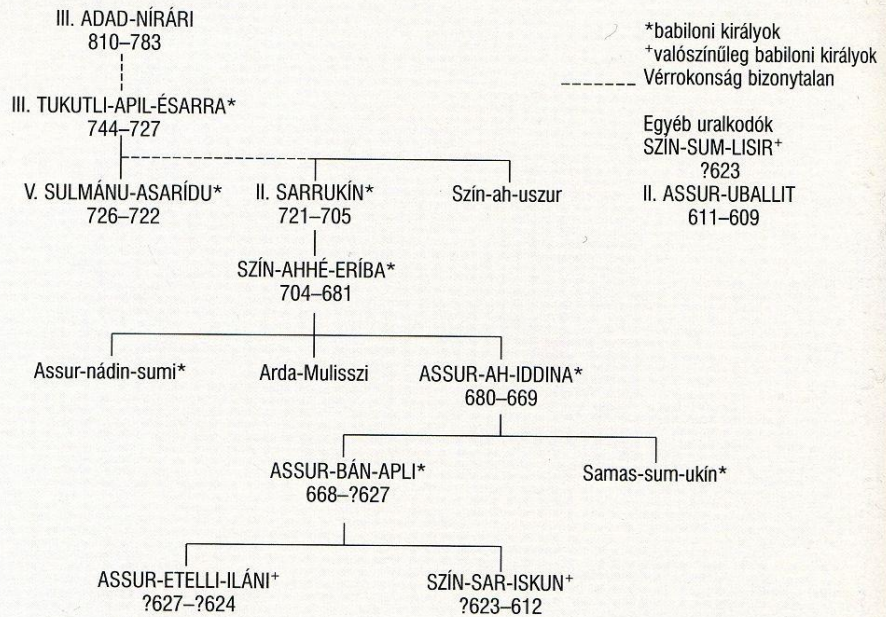 III. ADAD-NÍRÁRI
810–783
*babiloni királyok
+valószínűleg babiloni királyok
Vérrokonság bizonytalan
III. TUKUTLI-APIL-ÉSARRA*
744–727
Egyéb uralkodók
SZÍN-SUM-LISIR+
?623
II. ASSUR-UBALLIT
611–609
V. SULMÁNU-ASARÍDU*
726–722
II. SARRUKÍN*
721–705
Szín-ah-uszur
SZÍN-AHHÉ-ERÍBA*
704–681
Assur-nádin-sumi*
Arda-Mulisszi
ASSUR-AH-IDDINA*
680–669
ASSUR-BÁN-APLI*
668–?627
Samas-sum-ukín*
ASSUR-ETELLI-ILÁNI+
?627–?624
SZÍN-SAR-ISKUN+
?623–612